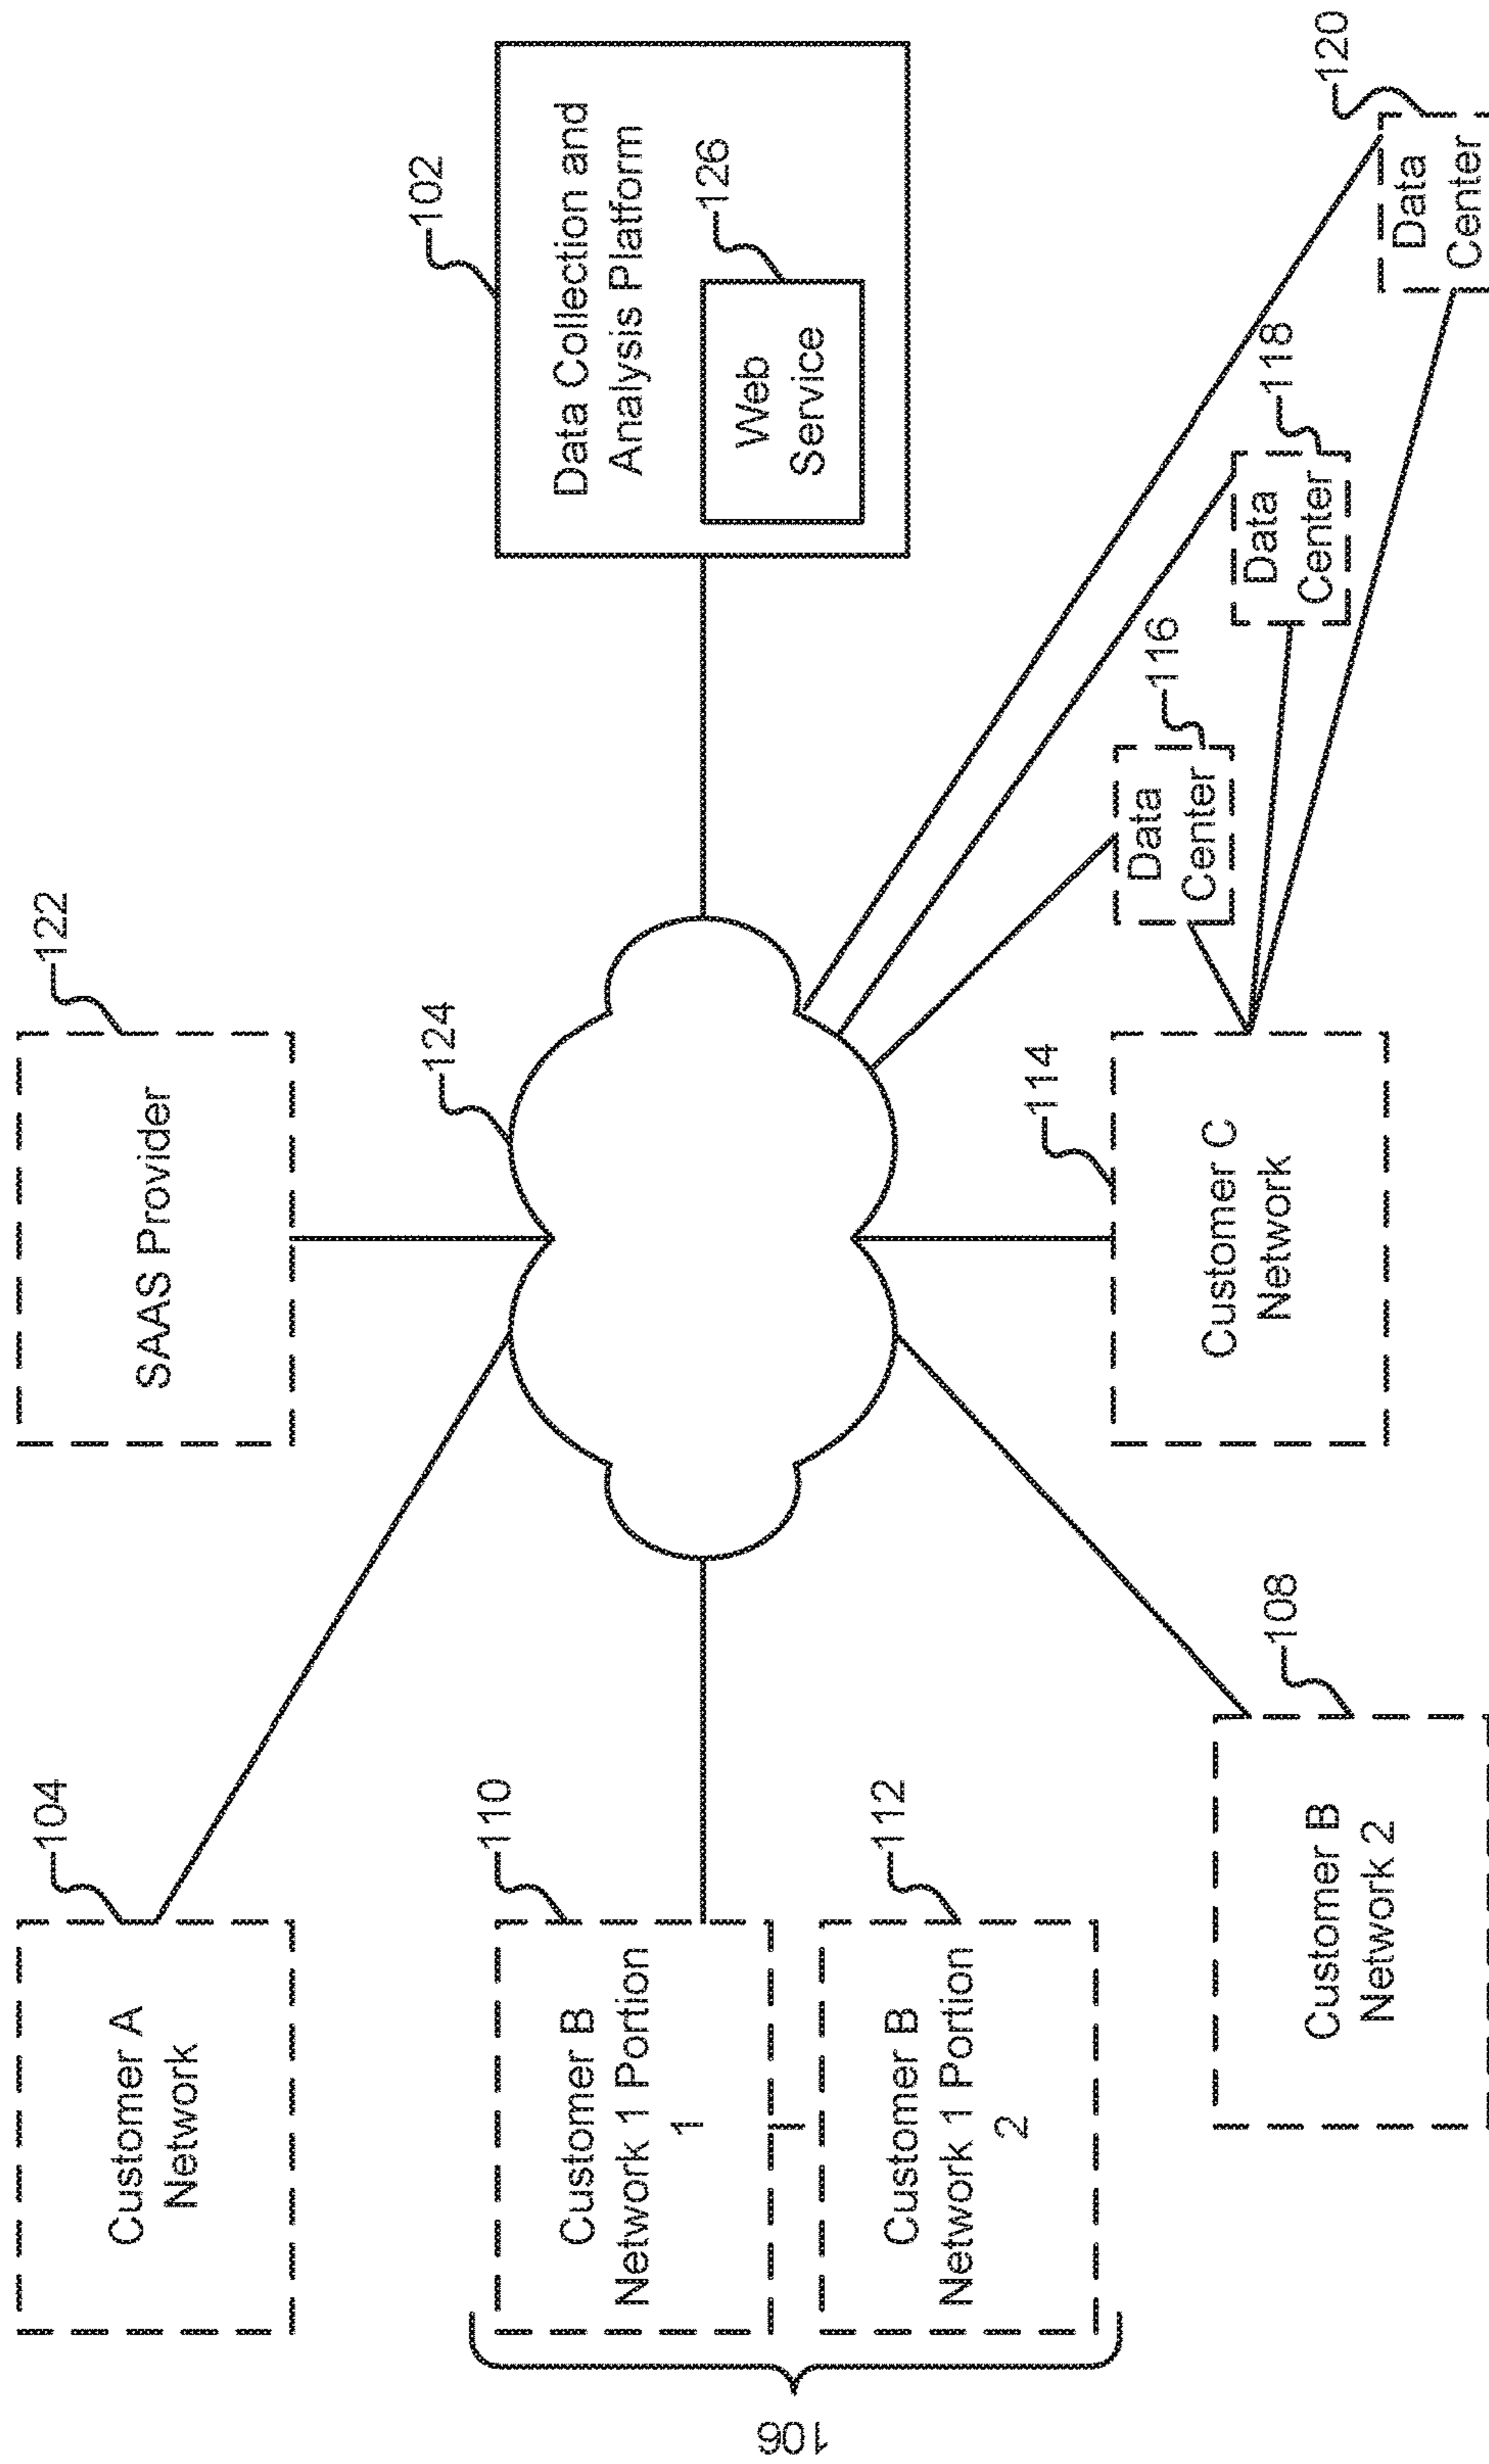 104
Customer A
Network
122
SAAS Provider
102
Data Collection and
Analysis Platform
126
Web
Service
124
110
Customer B
Network 1 Portion
1
106
112
Customer B
Network 1 Portion
2
108
Customer B
Network 2
114
Customer C
Network
116
Data
Center
118
Data
Center
120
Data
Center